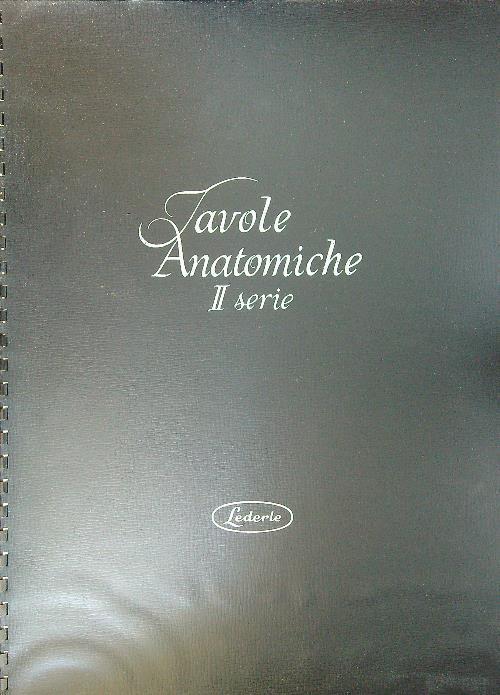 Tavole
Anatomiche
II serie
Lederle